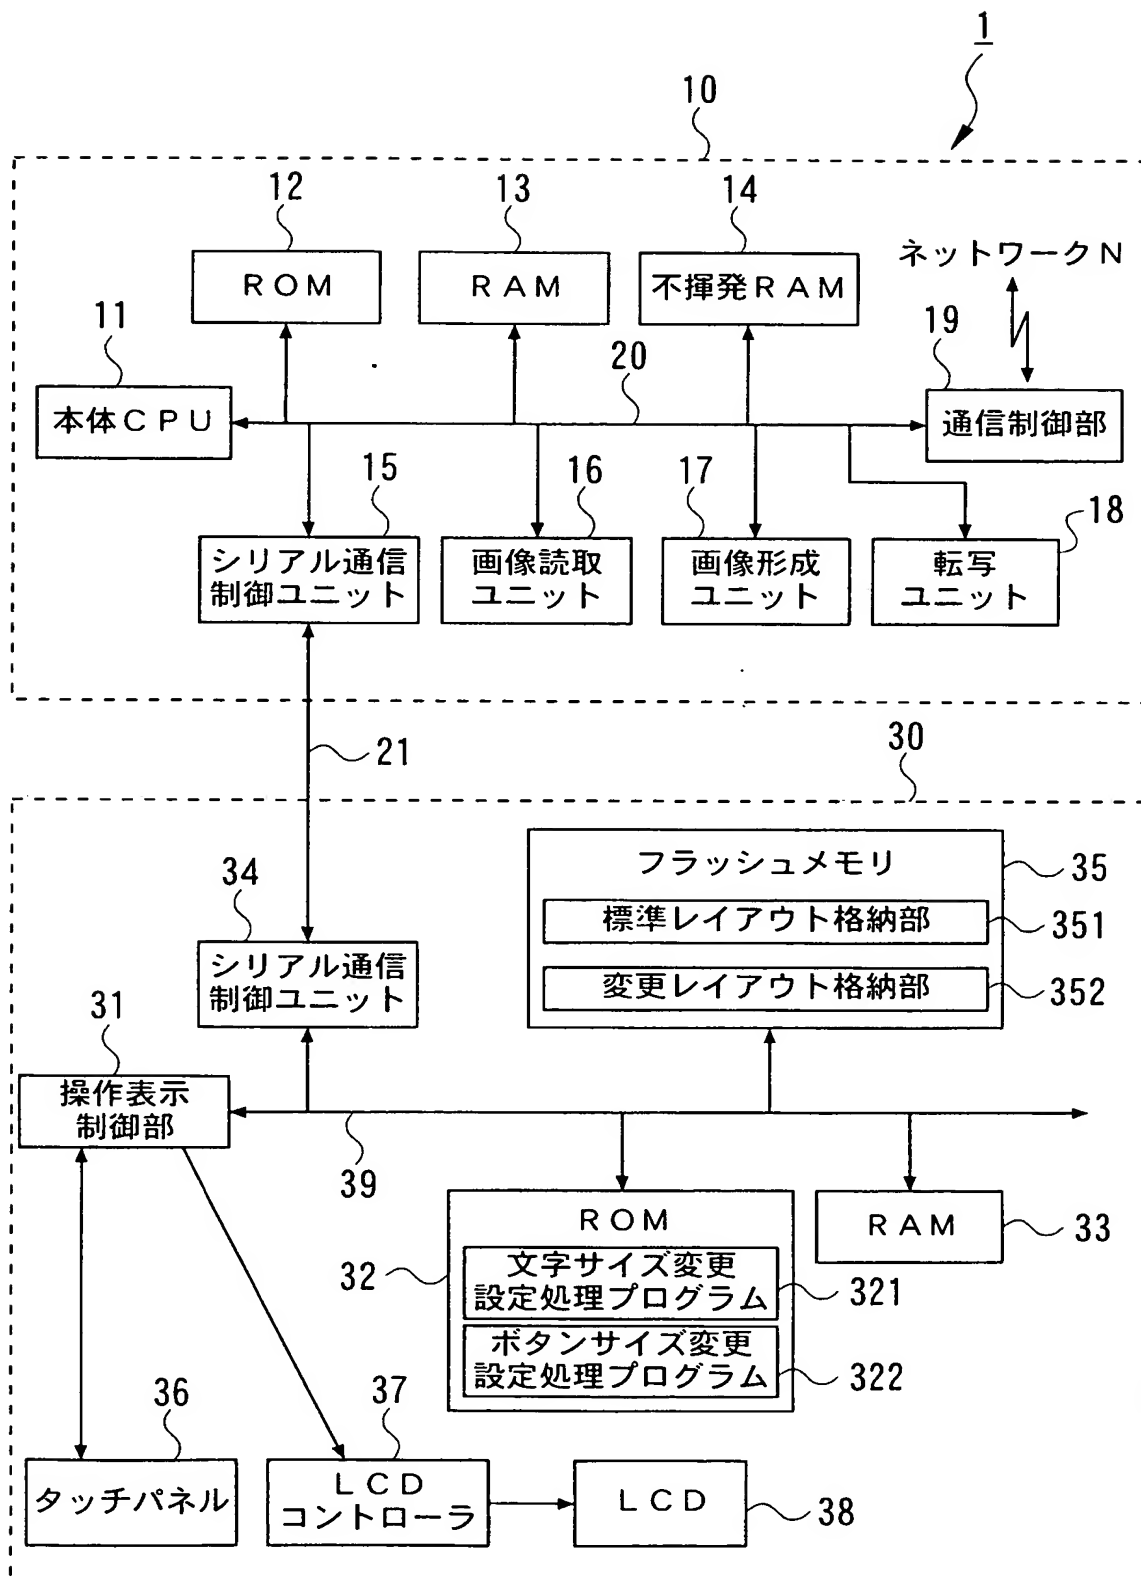 1
10
12
13
14
ROM
RAM
不揮発RAM
ネットワークN
11
20
19
本体CPU
通信制御部
15
16
17
18
シリアル通信
制御ユニット
画像読取
ユニット
画像形成
ユニット
転写
ユニット
21
30
フラッシュメモリ
35
標準レイアウト格納部
351
変更レイアウト格納部
352
34
シリアル通信
制御ユニット
31
操作表示
制御部
39
ROM
32
文字サイズ変更
設定処理プログラム
321
ボタンサイズ変更
設定処理プログラム
322
RAM
33
36
タッチパネル
37
LCD
コントローラ
LCD
38